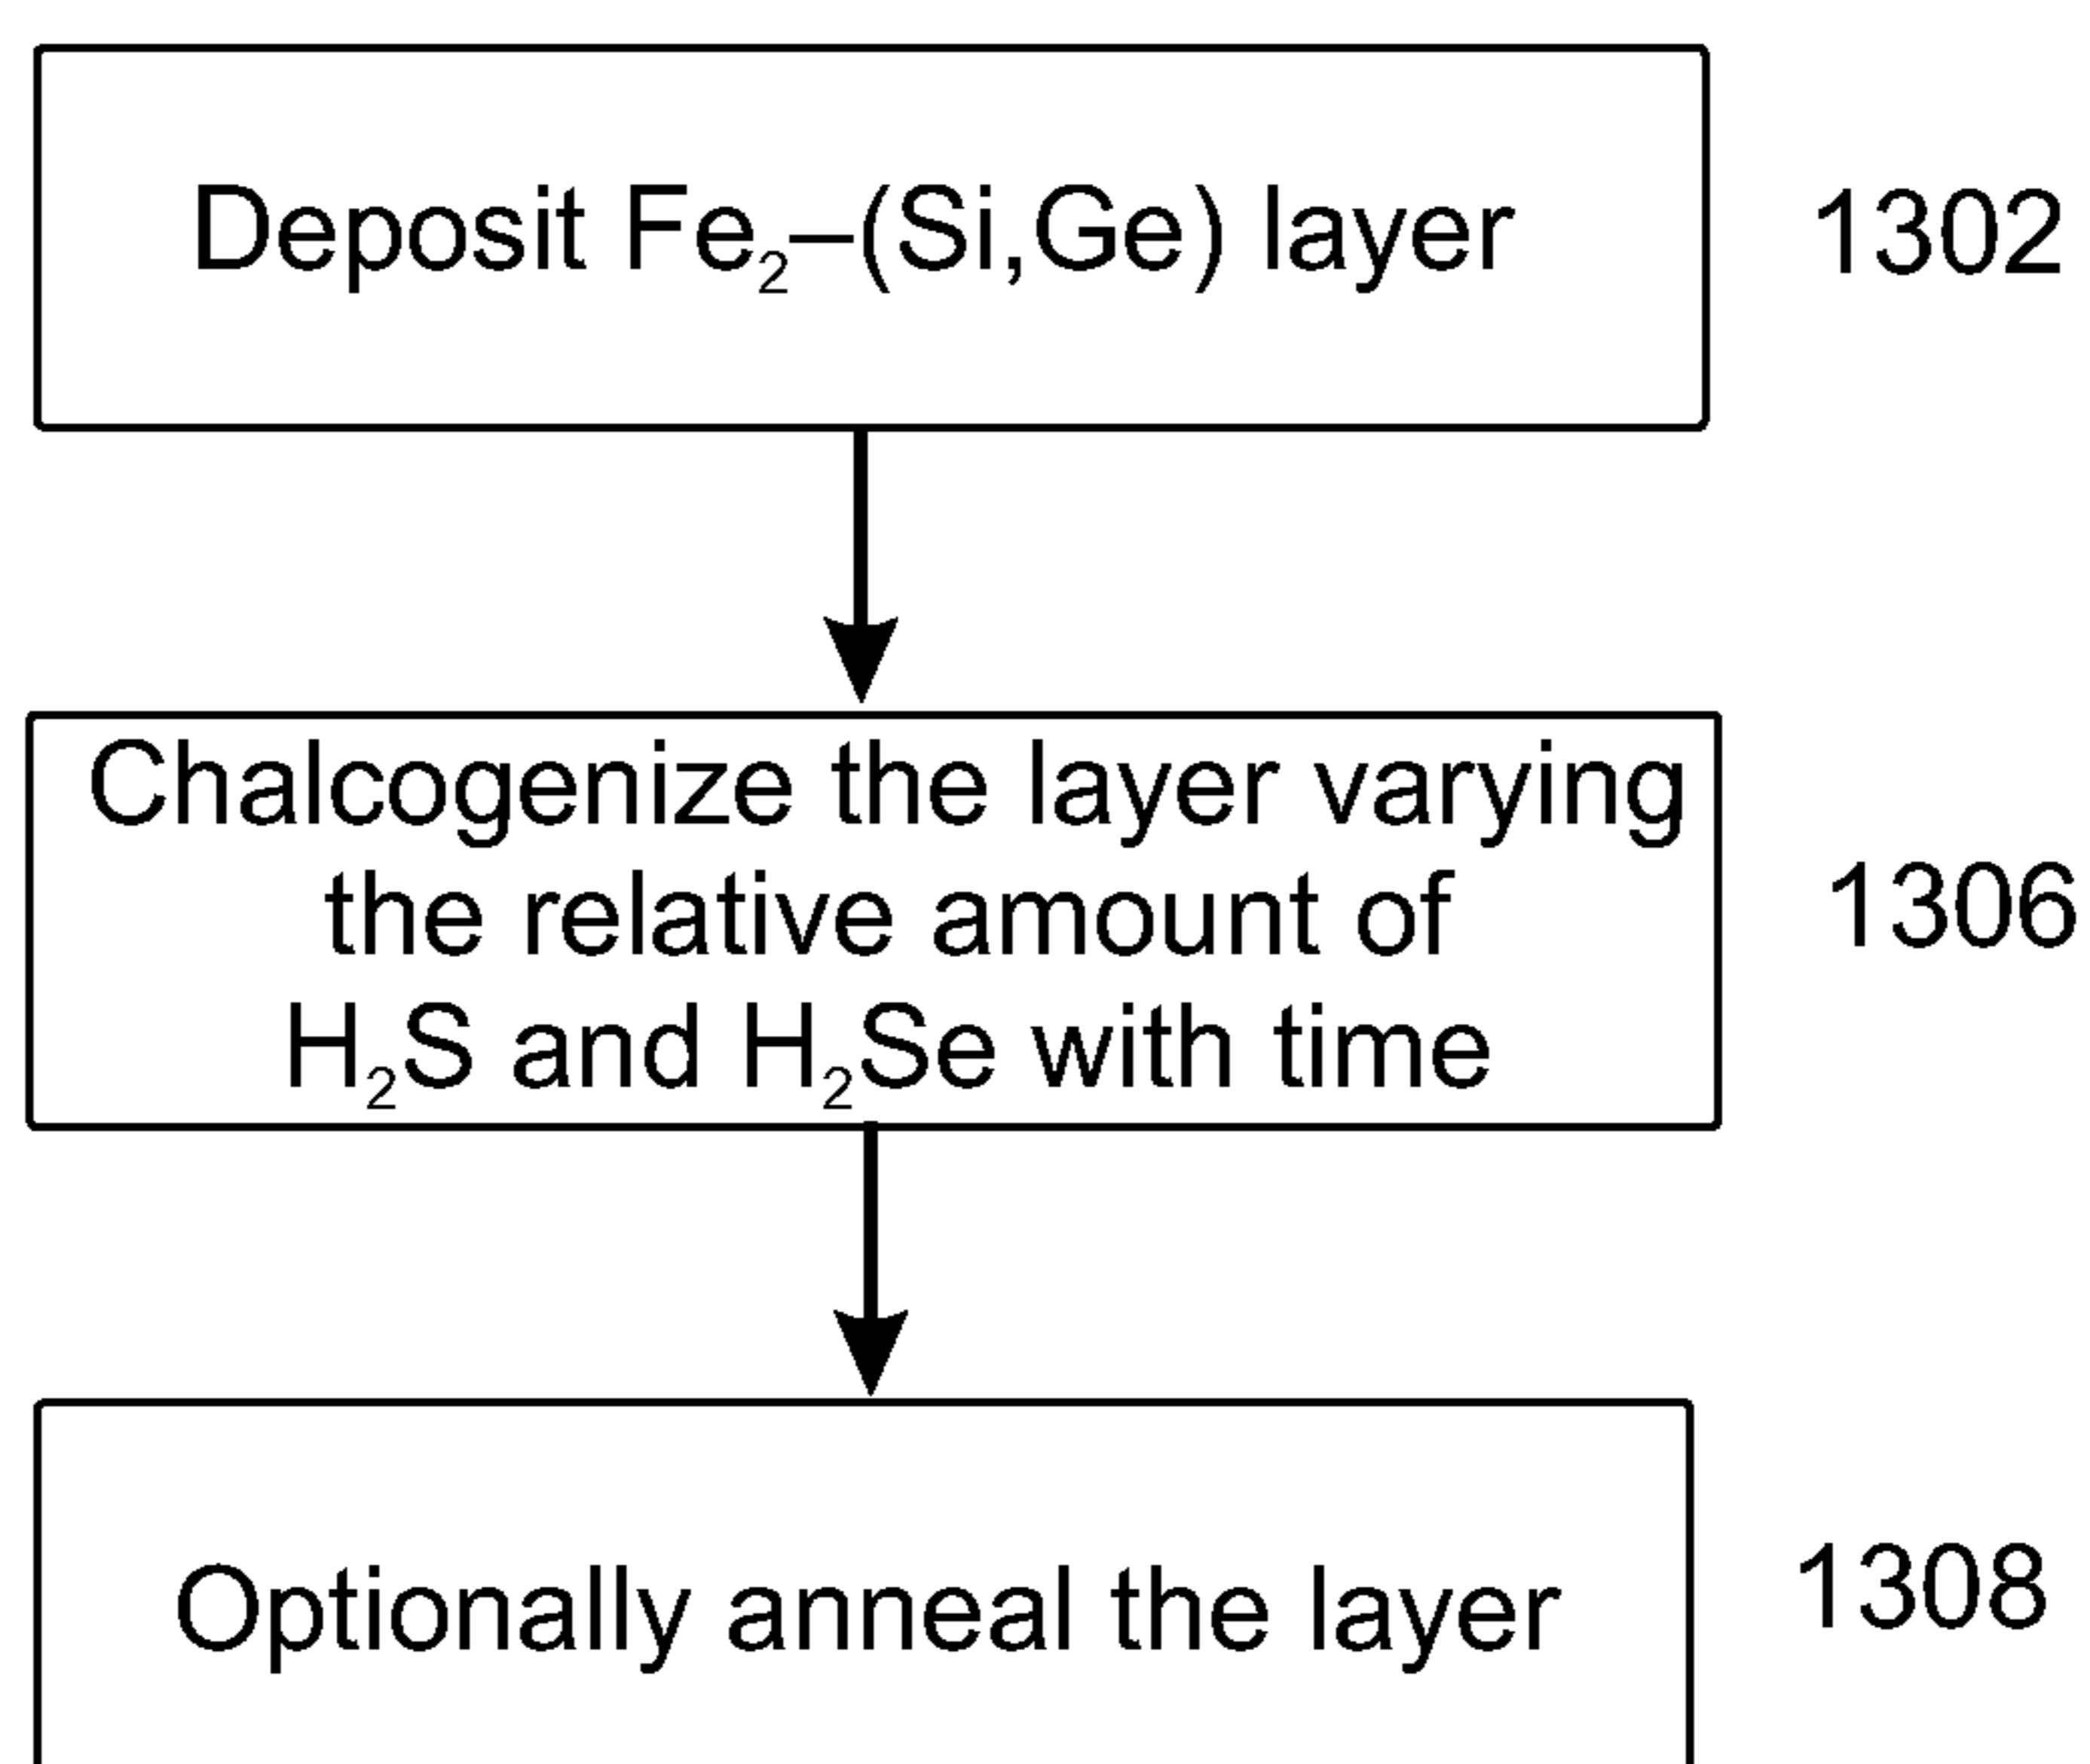 Deposit Fe₂–(Si,Ge) layer 1302
Chalcogenize the layer varying
the relative amount of 1306
H₂S and H₂Se with time
Optionally anneal the layer 1308